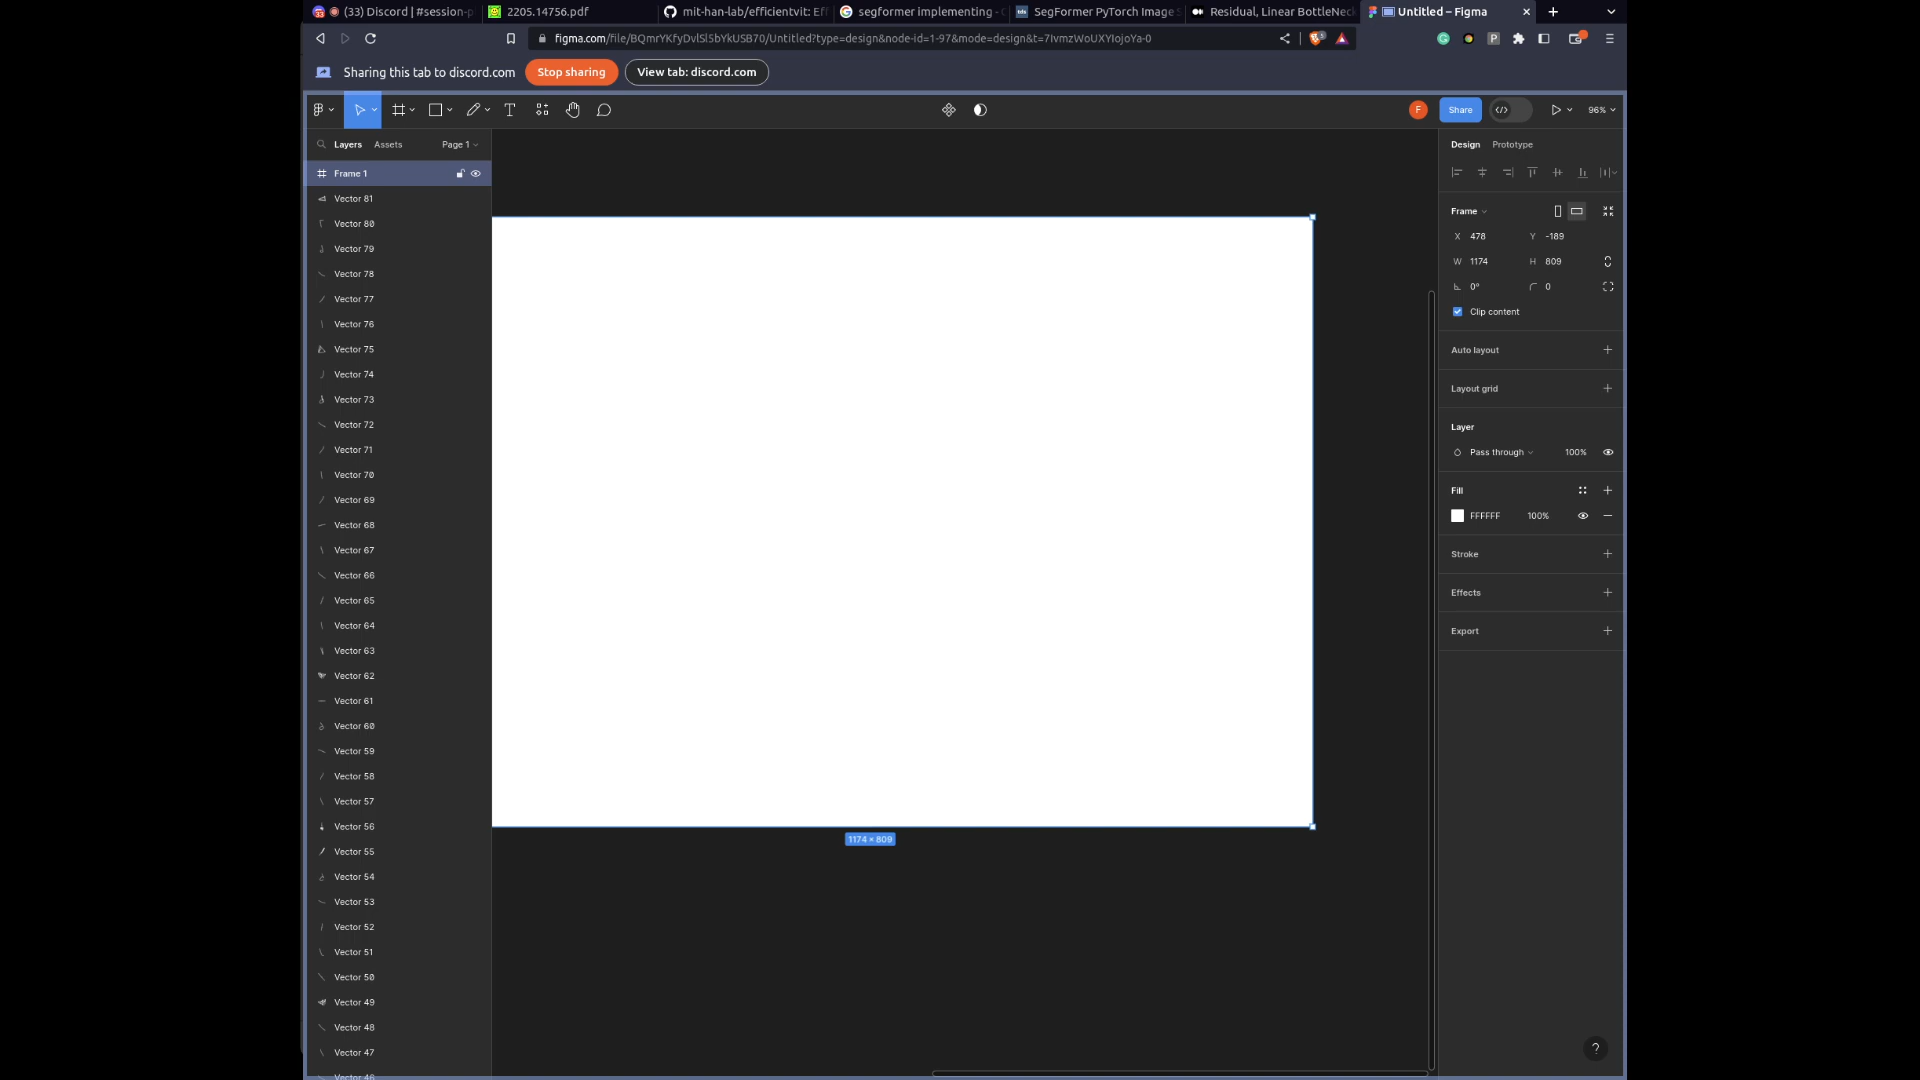 (33) Discord | #session-p
2205.14756.pdf
mit-han-lab/efficientvit: Eff
segformer implementing - G
SegFormer PyTorch Image S
Residual, Linear BottleNeck
Untitled – Figma
figma.com/file/BQmrYKfyDvlSl5bYkUSB70/Untitled?type=design&node-id=1-97&mode=design&t=7IvmzWoUXYIojoYa-0
Sharing this tab to discord.com
Stop sharing
View tab: discord.com
F
Share
96%
Layers
Assets
Page 1
Design
Prototype
Frame 1
Vector 81
Vector 80
Vector 79
Vector 78
Vector 77
Vector 76
Vector 75
Vector 74
Vector 73
Vector 72
Vector 71
Vector 70
Vector 69
Vector 68
Vector 67
Vector 66
Vector 65
Vector 64
Vector 63
Vector 62
Vector 61
Vector 60
Vector 59
Vector 58
Vector 57
Vector 56
Vector 55
Vector 54
Vector 53
Vector 52
Vector 51
Vector 50
Vector 49
Vector 48
Vector 47
Vector 46
1174 × 809
Frame
X 478 Y -189
W 1174 H 809
0° 0
Clip content
Auto layout
Layout grid
Layer
Pass through 100%
Fill
FFFFFF 100%
Stroke
Effects
Export
?